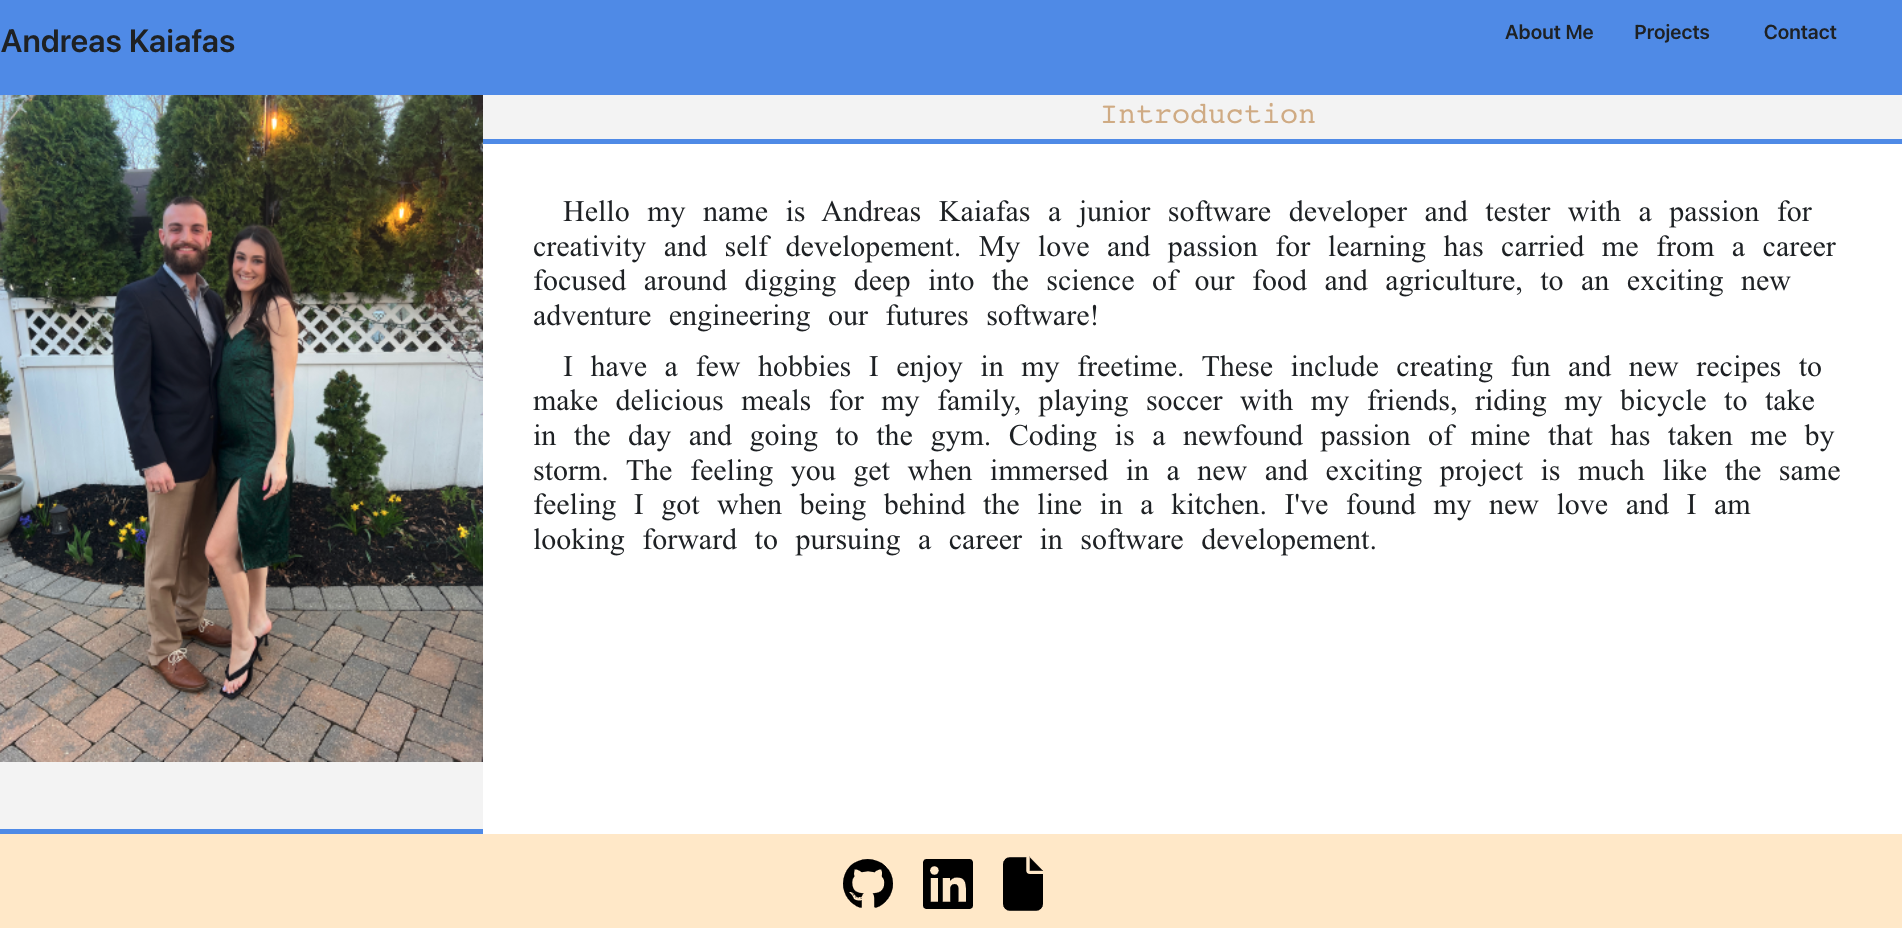 Andreas Kaiafas
About Me Projects Contact
Introduction
Hello my name is Andreas Kaiafas a junior software developer and tester with a passion for
creativity and self developement. My love and passion for learning has carried me from a career
focused around digging deep into the science of our food and agriculture, to an exciting new
adventure engineering our futures software!
I have a few hobbies I enjoy in my freetime. These include creating fun and new recipes to
make delicious meals for my family, playing soccer with my friends, riding my bicycle to take
in the day and going to the gym. Coding is a newfound passion of mine that has taken me by
storm. The feeling you get when immersed in a new and exciting project is much like the same
feeling I got when being behind the line in a kitchen. I've found my new love and I am
looking forward to pursuing a career in software developement.
in